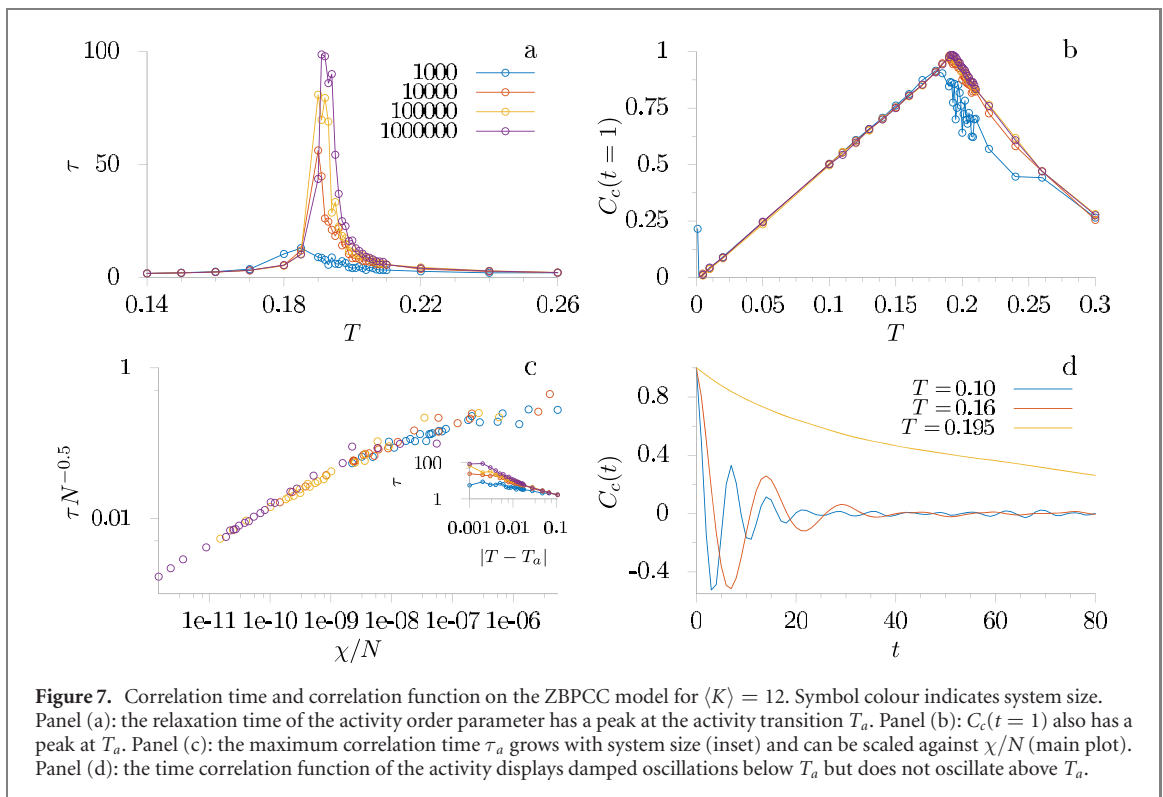 a
100
50
0
τ
1000
10000
100000
1000000
0.14
0.18
0.22
0.26
T
b
1
0.75
0.5
0.25
0
C_c(t = 1)
0
0.05
0.1
0.15
0.2
0.25
0.3
T
c
1
0.01
τN^{-0.5}
1e-11
1e-10
1e-09
1e-08
1e-07
1e-06
χ/N
100
1
τ
0.001
0.01
0.1
|T − T_a|
d
0.8
0.4
0
-0.4
C_c(t)
T = 0.10
T = 0.16
T = 0.195
0
20
40
60
80
t
Figure 7. Correlation time and correlation function on the ZBPCC model for ⟨K⟩ = 12. Symbol colour indicates system size.
Panel (a): the relaxation time of the activity order parameter has a peak at the activity transition T_a. Panel (b): C_c(t = 1) also has a
peak at T_a. Panel (c): the maximum correlation time τ_a grows with system size (inset) and can be scaled against χ/N (main plot).
Panel (d): the time correlation function of the activity displays damped oscillations below T_a but does not oscillate above T_a.